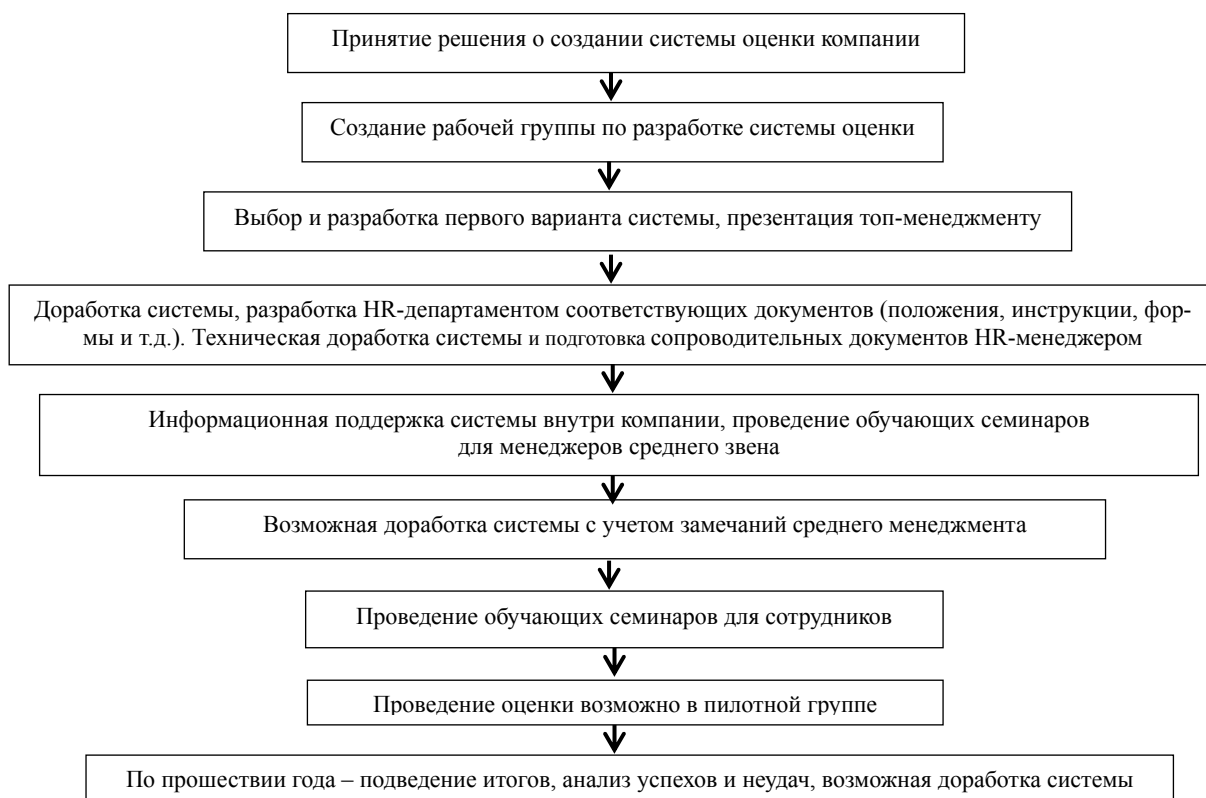 Принятие решения о создании системы оценки компании
Создание рабочей группы по разработке системы оценки
Выбор и разработка первого варианта системы, презентация топ-менеджменту
Доработка системы, разработка HR-департаментом соответствующих документов (положения, инструкции, фор-
мы и т.д.). Техническая доработка системы и подготовка сопроводительных документов HR-менеджером
Информационная поддержка системы внутри компании, проведение обучающих семинаров
для менеджеров среднего звена
Возможная доработка системы с учетом замечаний среднего менеджмента
Проведение обучающих семинаров для сотрудников
Проведение оценки возможно в пилотной группе
По прошествии года – подведение итогов, анализ успехов и неудач, возможная доработка системы